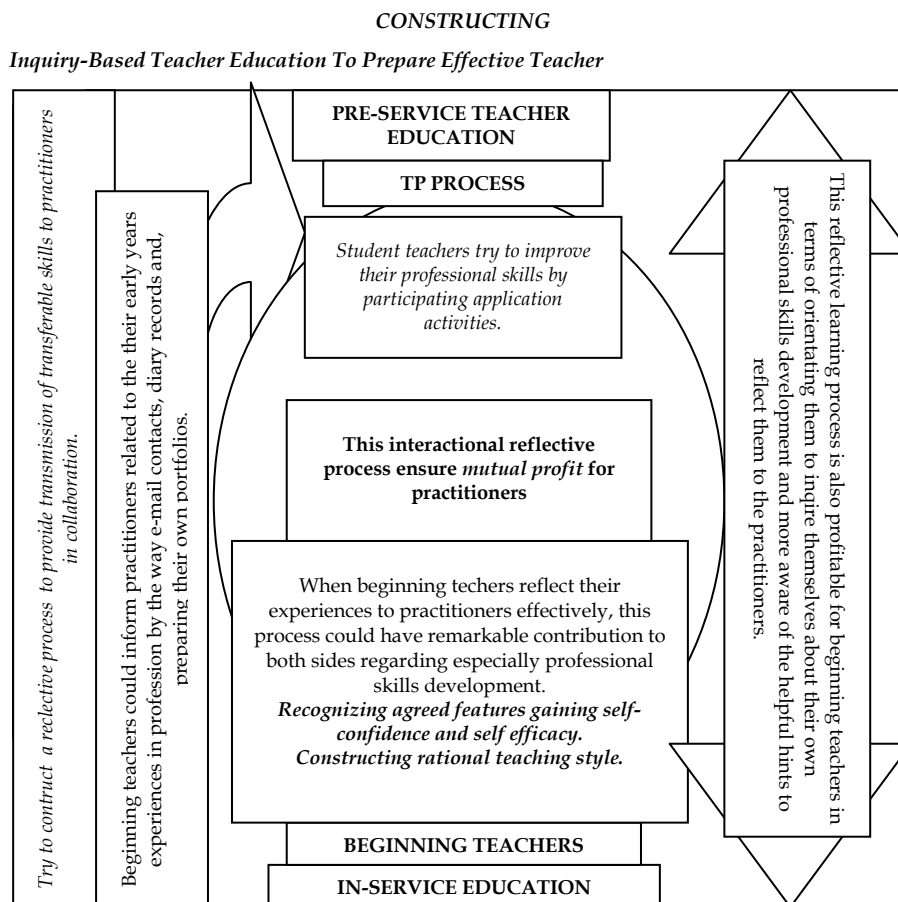 CONSTRUCTING
Inquiry-Based Teacher Education To Prepare Effective Teacher
Try to contruct a reclective process to provide transmission of transferable skills to practitioners
in collaboration.
Beginning teachers could inform practitioners related to the their early years
experiences in profession by the way e-mail contacts, diary records and,
preparing their own portfolios.
PRE-SERVICE TEACHER
EDUCATION
TP PROCESS
Student teachers try to improve
their professional skills by
participating application
activities.
This interactional reflective
process ensure mutual profit for
practitioners
When beginning techers reflect their
experiences to practitioners effectively, this
process could have remarkable contribution to
both sides regarding especially professional
skills development.
Recognizing agreed features gaining self-
confidence and self efficacy.
Constructing rational teaching style.
BEGINNING TEACHERS
IN-SERVICE EDUCATION
This reflective learning process is also profitable for beginning teachers in
terms of orientating them to inqire themselves about their own
professional skills development and more aware of the helpful hints to
reflect them to the practitioners.